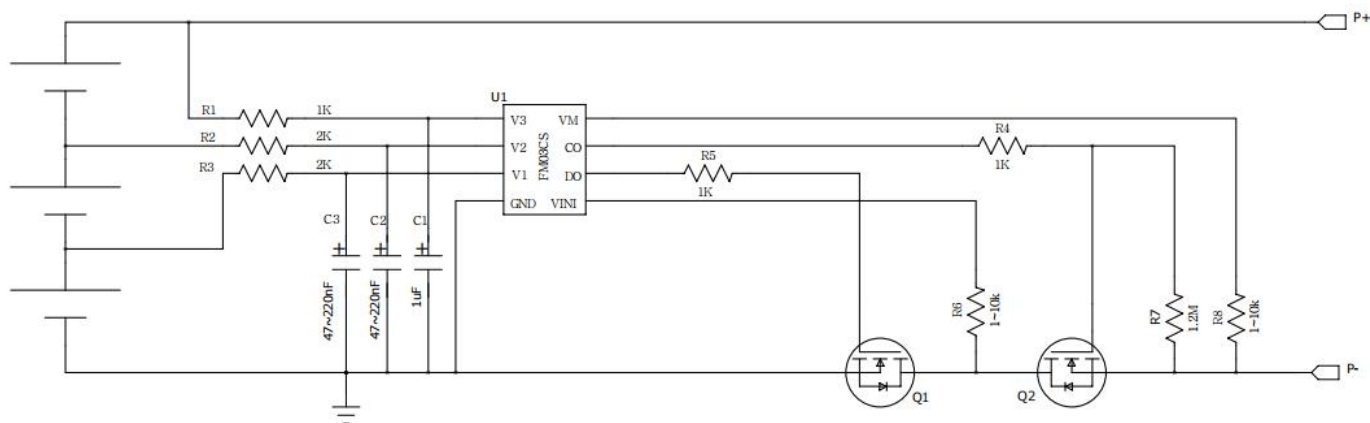 P+
R1 1K
R2 2K
R3 2K
U1
V3 VM
V2 CO
V1 DO
GND VINI
FM03CS
R4
1K
R5
1K
C3 C2 C1
47~220nF
47~220nF
1uF
R6
1~10k
R7
1.2M
R8
1~10k
Q1
Q2
P-